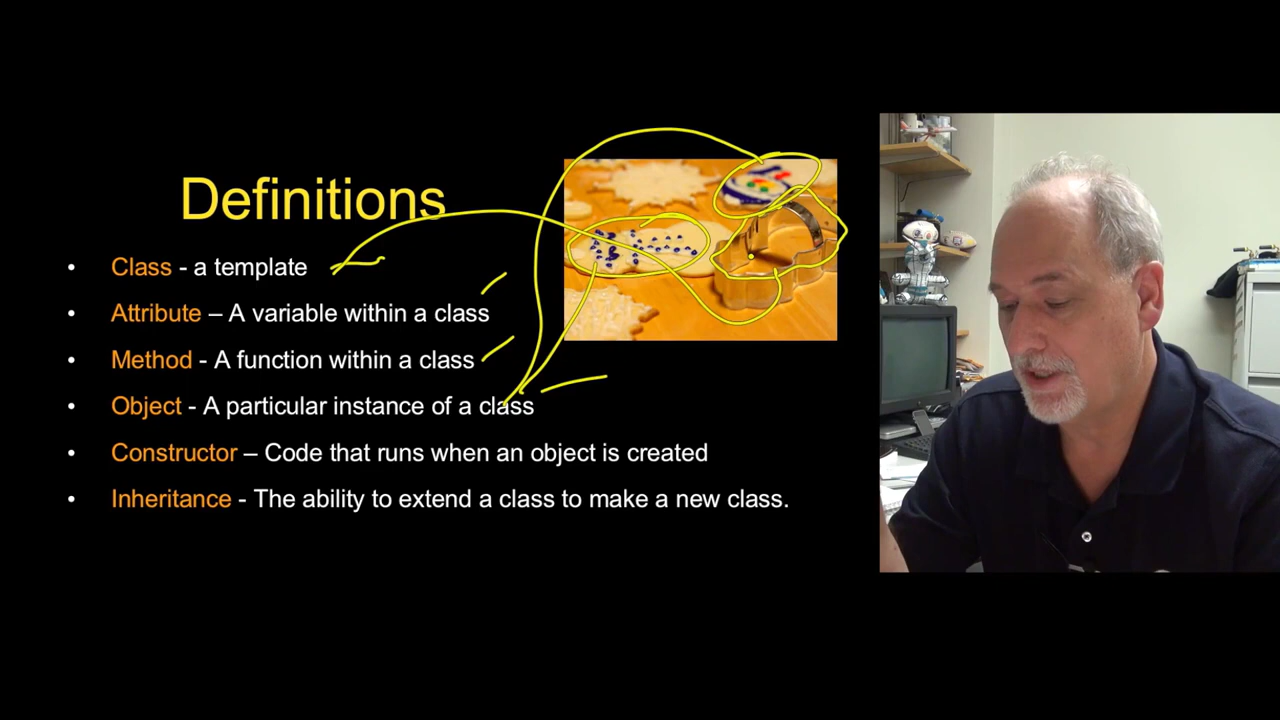 Definitions
• Class - a template
• Attribute – A variable within a class
• Method - A function within a class
• Object - A particular instance of a class
• Constructor – Code that runs when an object is created
• Inheritance - The ability to extend a class to make a new class.